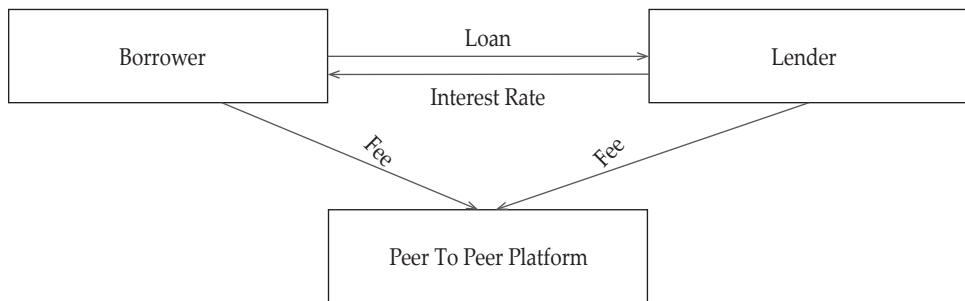 Borrower
Loan
Lender
Interest Rate
Fee
Fee
Peer To Peer Platform